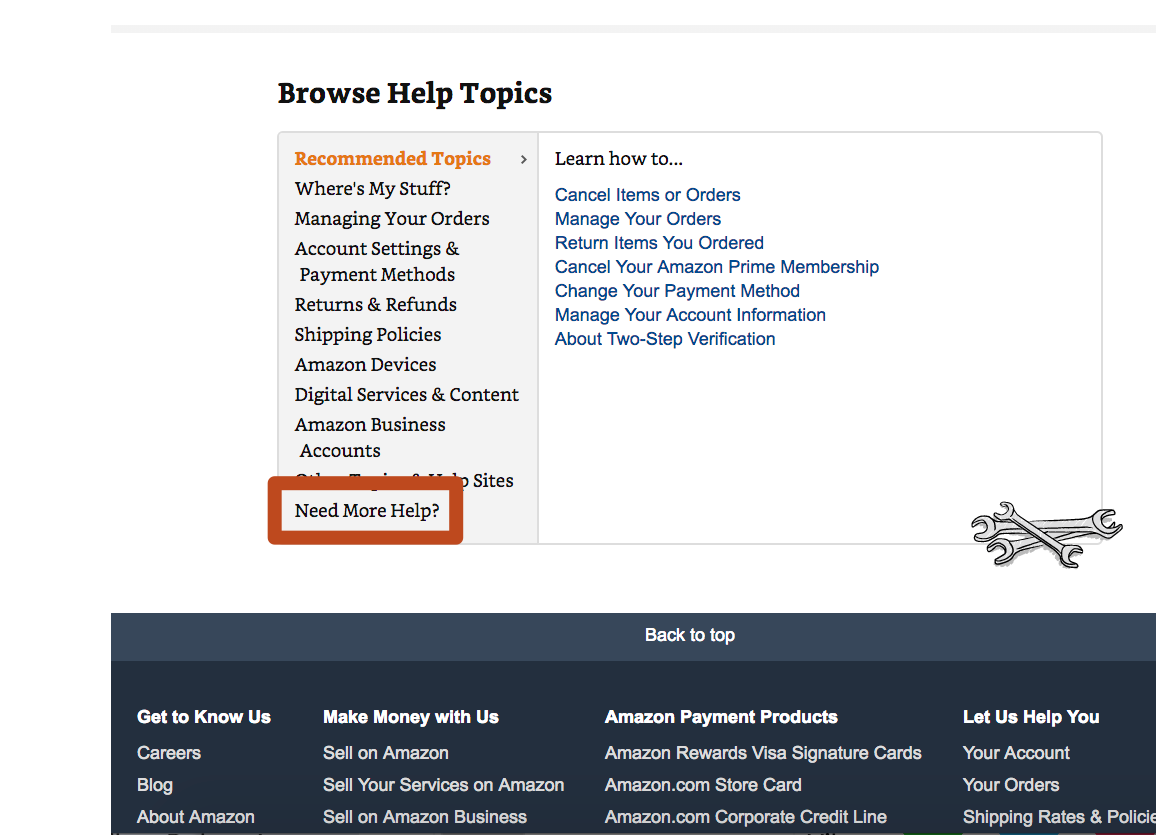 Browse Help Topics
Recommended Topics
Where's My Stuff?
Managing Your Orders
Account Settings &
Payment Methods
Returns & Refunds
Shipping Policies
Amazon Devices
Digital Services & Content
Amazon Business
Accounts
Other Topics & Help Sites
Need More Help?
Learn how to...
Cancel Items or Orders
Manage Your Orders
Return Items You Ordered
Cancel Your Amazon Prime Membership
Change Your Payment Method
Manage Your Account Information
About Two-Step Verification
Back to top
Get to Know Us
Careers
Blog
About Amazon
Make Money with Us
Sell on Amazon
Sell Your Services on Amazon
Sell on Amazon Business
Amazon Payment Products
Amazon Rewards Visa Signature Cards
Amazon.com Store Card
Amazon.com Corporate Credit Line
Let Us Help You
Your Account
Your Orders
Shipping Rates & Policie